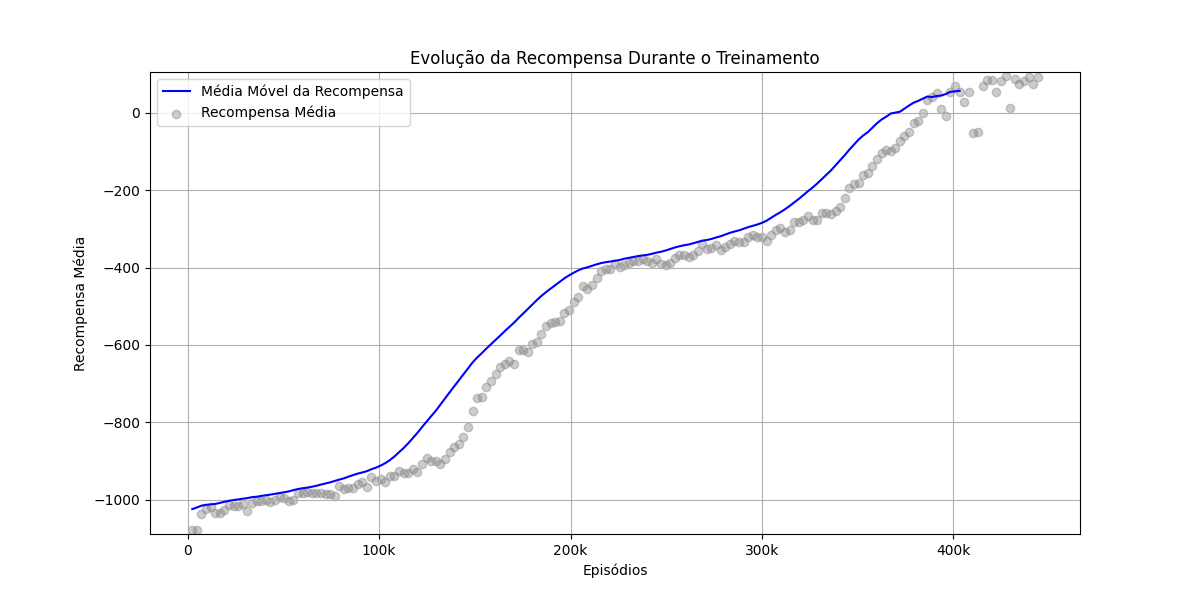 Evolução da Recompensa Durante o Treinamento
Média Móvel da Recompensa
Recompensa Média
Recompensa Média
0
−200
−400
−600
−800
−1000
0
100k
200k
300k
400k
Episódios